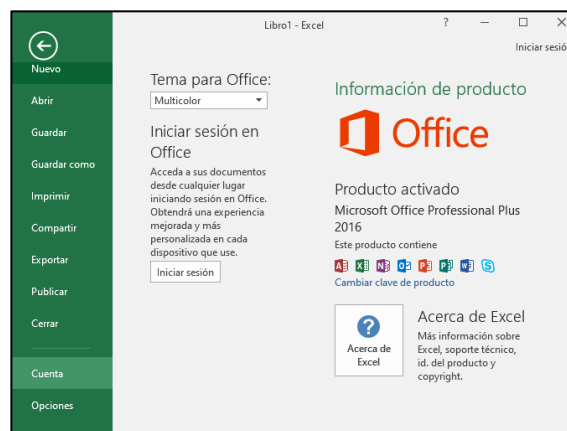 Libro1 - Excel
?
Iniciar sesió
Nuevo
Abrir
Guardar
Guardar como
Imprimir
Compartir
Exportar
Publicar
Cerrar
Cuenta
Opciones
Tema para Office:
Multicolor
Iniciar sesión en
Office
Acceda a sus documentos
desde cualquier lugar
iniciando sesión en Office.
Obtendrá una experiencia
mejorada y más
personalizada en cada
dispositivo que use.
Iniciar sesión
Información de producto
Office
Producto activado
Microsoft Office Professional Plus
2016
Este producto contiene
Cambiar clave de producto
?
Acerca de
Excel
Acerca de Excel
Más información sobre
Excel, soporte técnico,
id. del producto y
copyright.